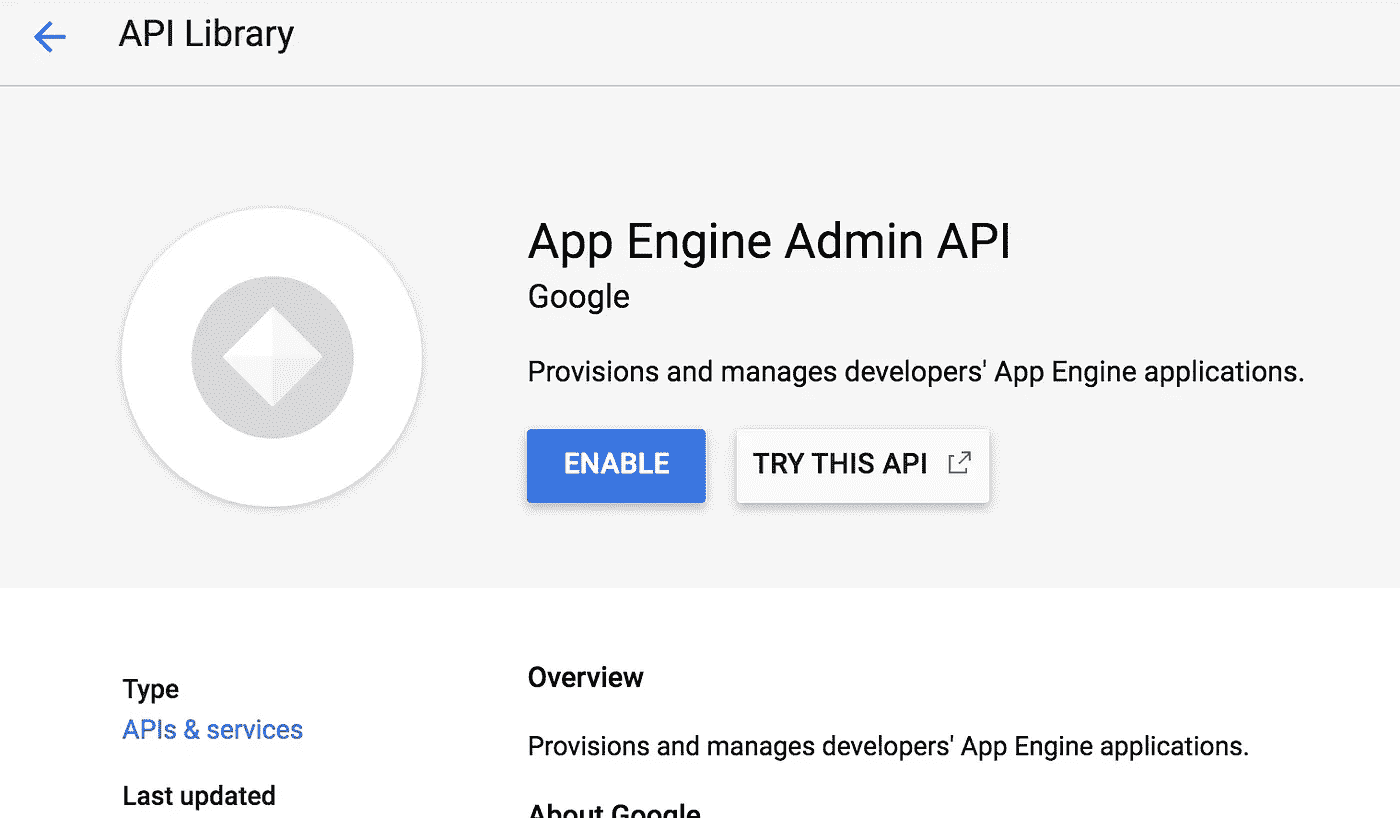 API Library
App Engine Admin API
Google
Provisions and manages developers' App Engine applications.
ENABLE
TRY THIS API
Type
APIs & services
Last updated
Overview
Provisions and manages developers' App Engine applications.
About Google